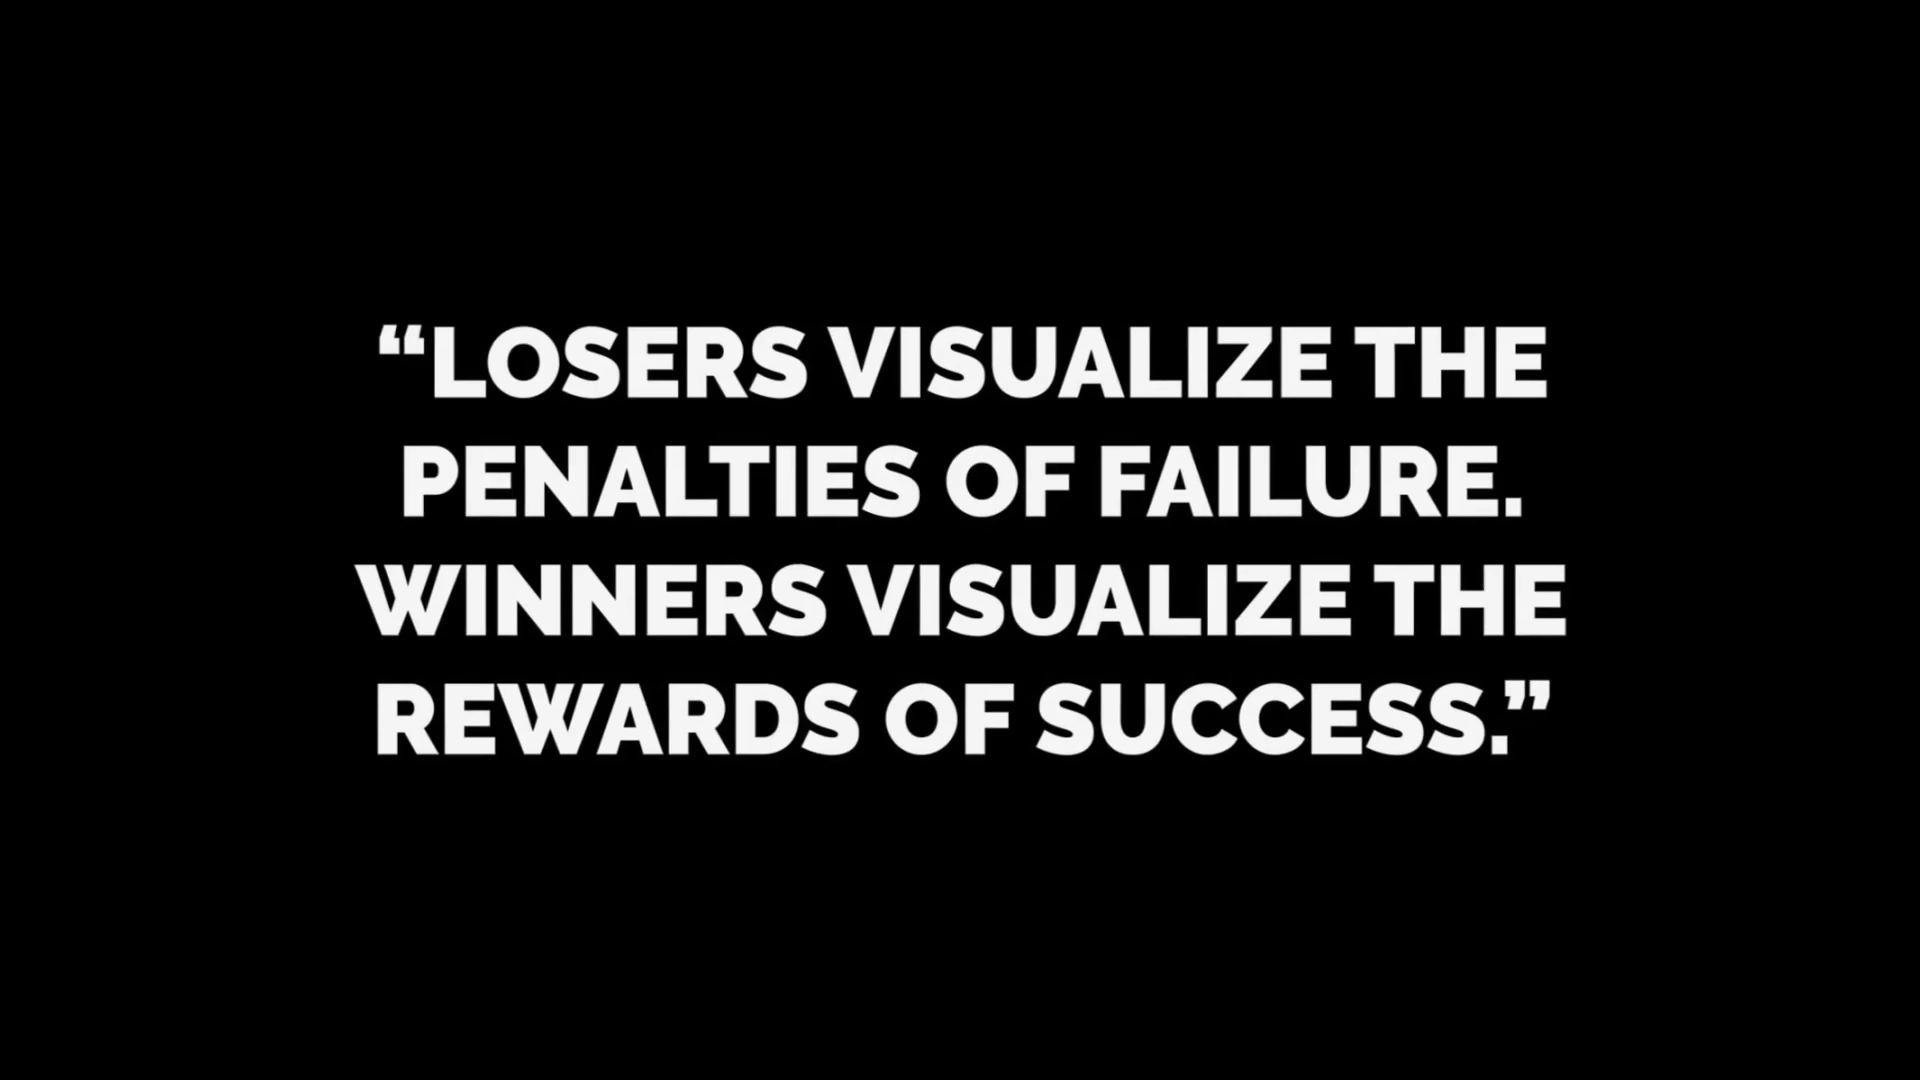 “LOSERS VISUALIZE THE
PENALTIES OF FAILURE.
WINNERS VISUALIZE THE
REWARDS OF SUCCESS.”